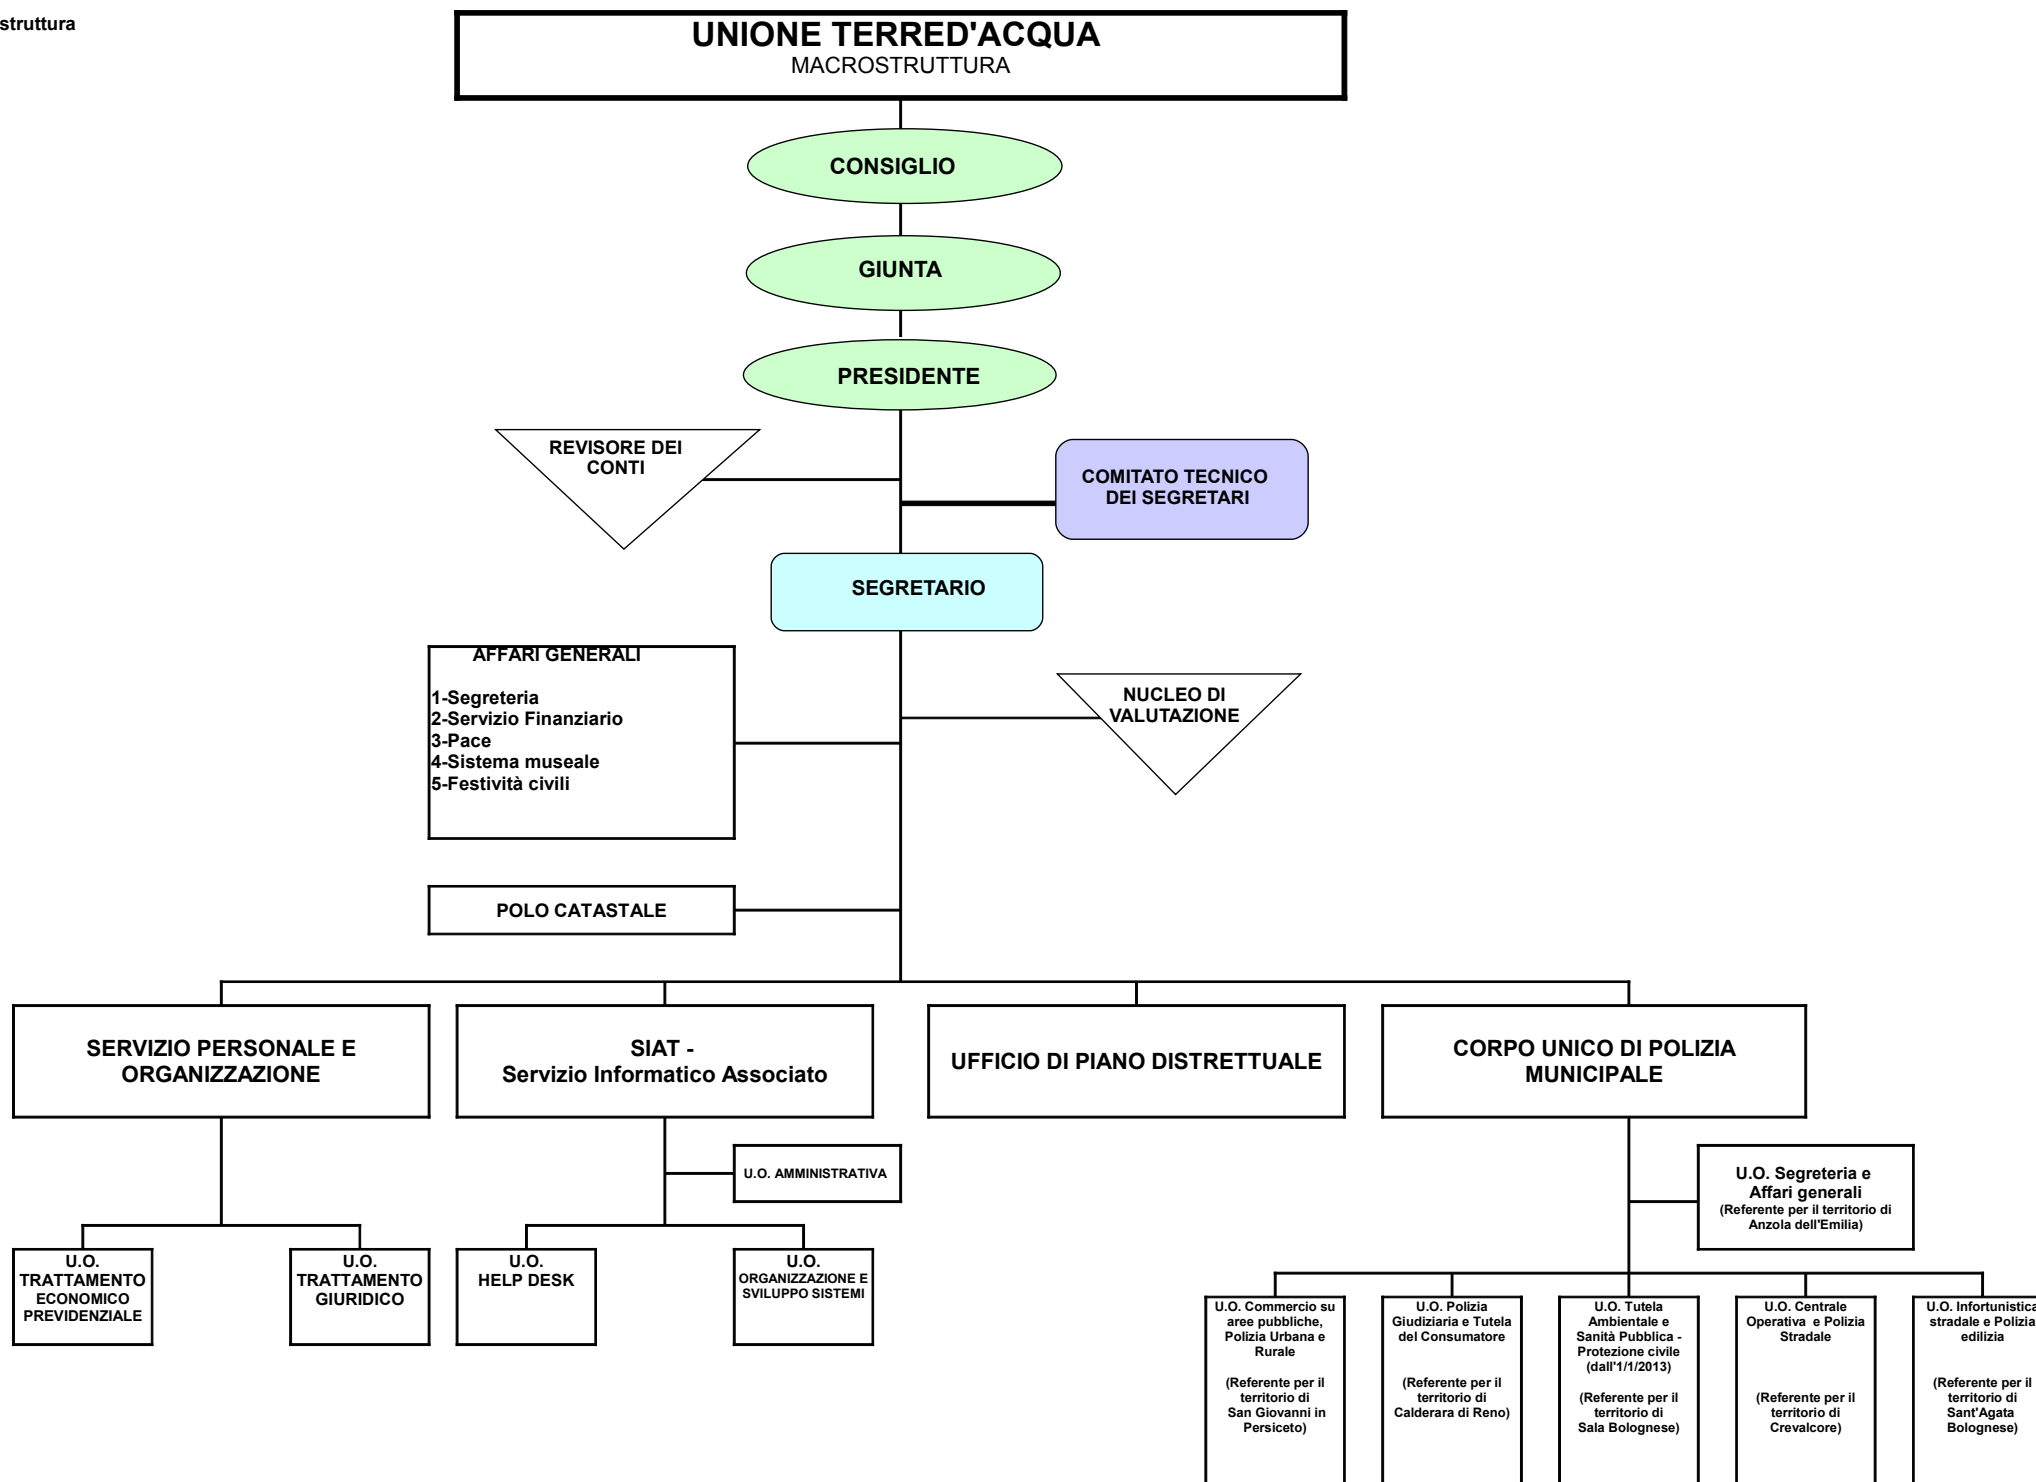 struttura
UNIONE TERRED'ACQUA
MACROSTRUTTURA
CONSIGLIO
GIUNTA
PRESIDENTE
REVISORE DEI
CONTI
COMITATO TECNICO
DEI SEGRETARI
SEGRETARIO
AFFARI GENERALI
1-Segreteria
2-Servizio Finanziario
3-Pace
4-Sistema museale
5-Festività civili
NUCLEO DI
VALUTAZIONE
POLO CATASTALE
SERVIZIO PERSONALE E
ORGANIZZAZIONE
SIAT -
Servizio Informatico Associato
UFFICIO DI PIANO DISTRETTUALE
CORPO UNICO DI POLIZIA
MUNICIPALE
U.O. AMMINISTRATIVA
U.O. Segreteria e
Affari generali
(Referente per il territorio di
Anzola dell'Emilia)
U.O.
TRATTAMENTO
ECONOMICO
PREVIDENZIALE
U.O.
TRATTAMENTO
GIURIDICO
U.O.
HELP DESK
U.O.
ORGANIZZAZIONE E
SVILUPPO SISTEMI
U.O. Commercio su
aree pubbliche,
Polizia Urbana e
Rurale
(Referente per il
territorio di
San Giovanni in
Persiceto)
U.O. Polizia
Giudiziaria e Tutela
del Consumatore
(Referente per il
territorio di
Calderara di Reno)
U.O. Tutela
Ambientale e
Sanità Pubblica -
Protezione civile
(dall'1/1/2013)
(Referente per il
territorio di
Sala Bolognese)
U.O. Centrale
Operativa e Polizia
Stradale
(Referente per il
territorio di
Crevalcore)
U.O. Infortunistica
stradale e Polizia
edilizia
(Referente per il
territorio di
Sant'Agata
Bolognese)